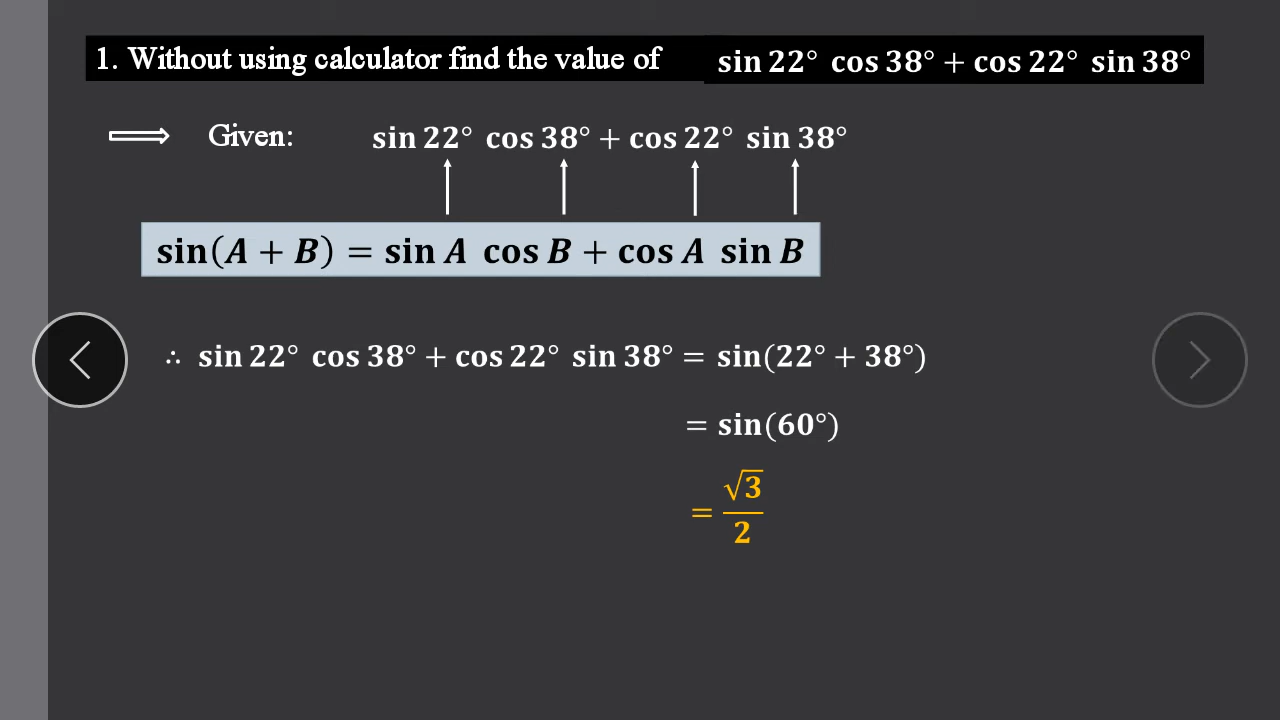 1. Without using calculator find the value of sin 22° cos 38° + cos 22° sin 38°
⟹ Given: sin 22° cos 38° + cos 22° sin 38°
sin(A + B) = sin A cos B + cos A sin B
∴ sin 22° cos 38° + cos 22° sin 38° = sin(22° + 38°)
= sin(60°)
= √3/2